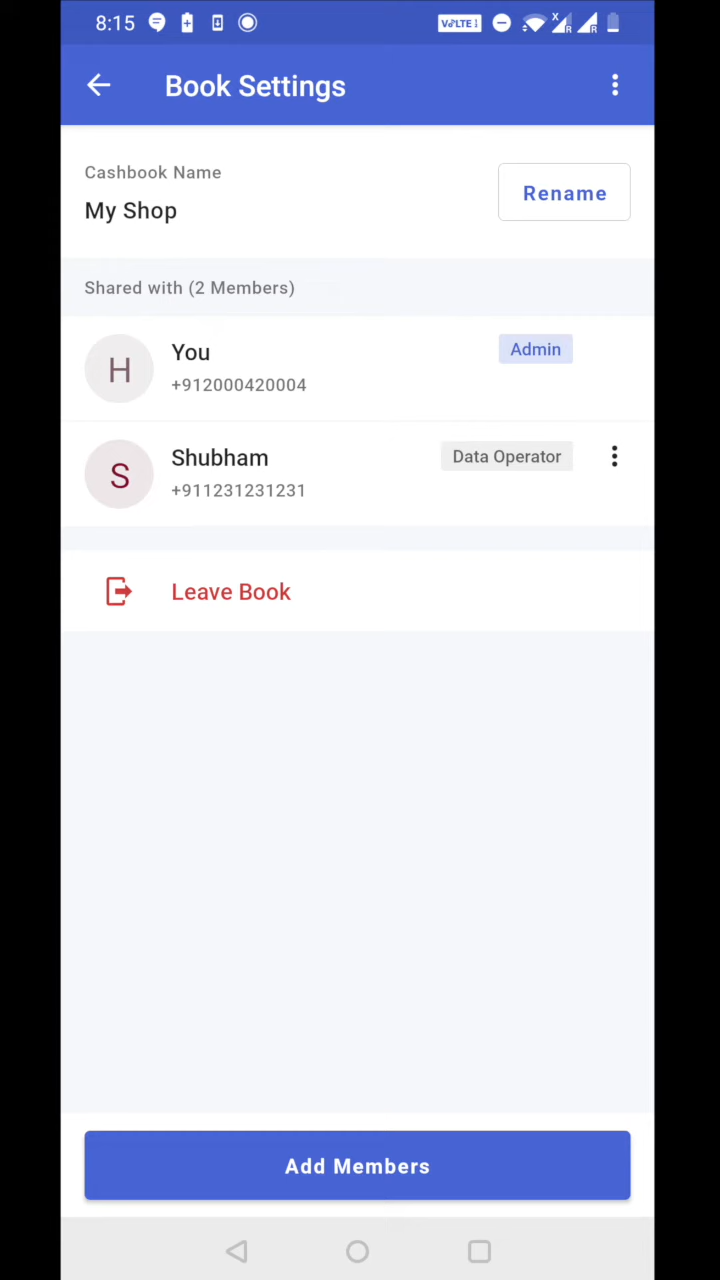 8:15
VoLTE
Book Settings
Cashbook Name
My Shop
Rename
Shared with (2 Members)
H
You
+912000420004
Admin
S
Shubham
+911231231231
Data Operator
Leave Book
Add Members